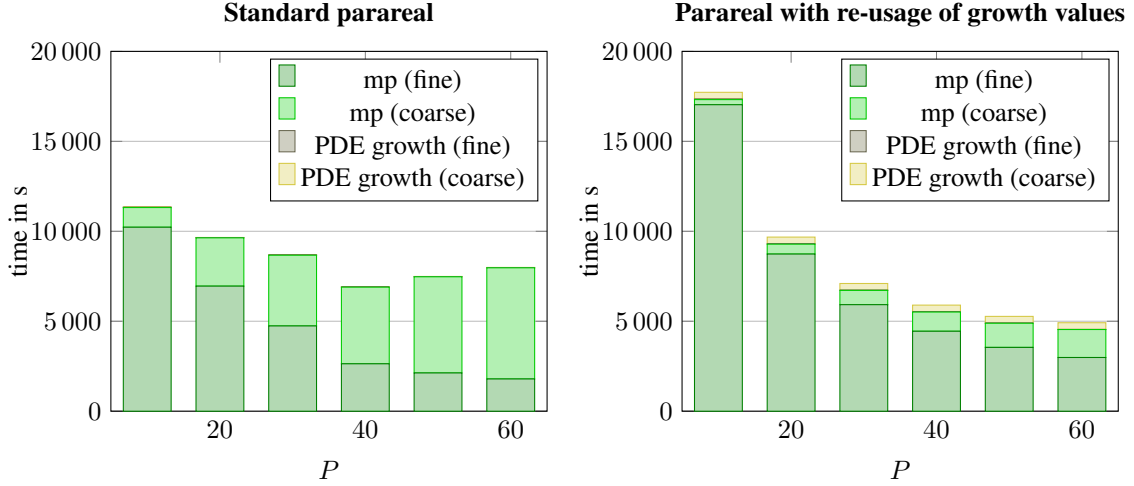 Standard parareal
20 000
15 000
10 000
5 000
0
time in s
20
40
60
P
mp (fine)
mp (coarse)
PDE growth (fine)
PDE growth (coarse)
Parareal with re-usage of growth values
20 000
15 000
10 000
5 000
0
time in s
20
40
60
P
mp (fine)
mp (coarse)
PDE growth (fine)
PDE growth (coarse)